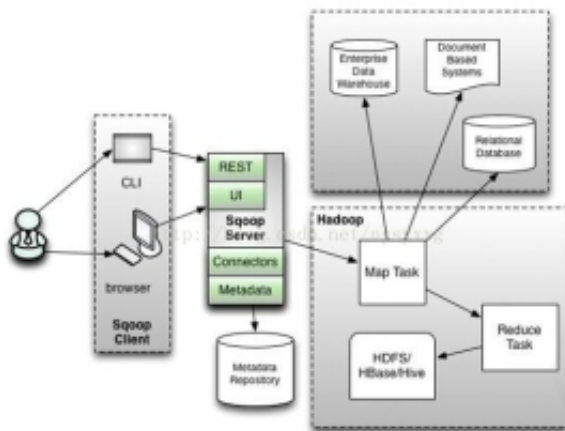 Enterprise
Data
Warehouse
Document
Based
Systems
Relational
Database
CLI
browser
Sqoop
Client
REST
UI
Sqoop
Server
Connectors
Metadata
Metadata
Repository
Hadoop
Map Task
Reduce
Task
HDFS/
HBase/Hive